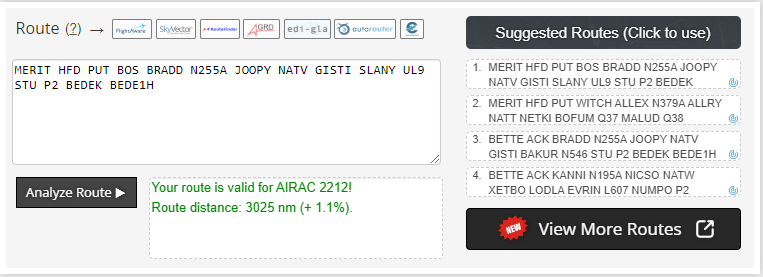 Route (?) → FlightAware SkyVector RouteFinder GRD edi-gla autorouter
MERIT HFD PUT BOS BRADD N255A JOOPY NATV GISTI SLANY UL9
STU P2 BEDEK BEDE1H
Analyze Route ▶
Your route is valid for AIRAC 2212!
Route distance: 3025 nm (+ 1.1%).
Suggested Routes (Click to use)
1. MERIT HFD PUT BOS BRADD N255A JOOPY
NATV GISTI SLANY UL9 STU P2 BEDEK
2. MERIT HFD PUT WITCH ALLEX N379A ALLRY
NATT NETKI BOFUM Q37 MALUD Q38
3. BETTE ACK BRADD N255A JOOPY NATV
GISTI BAKUR N546 STU P2 BEDEK BEDE1H
4. BETTE ACK KANNI N195A NICSO NATW
XETBO LODLA EVRIN L607 NUMPO P2
NEW View More Routes